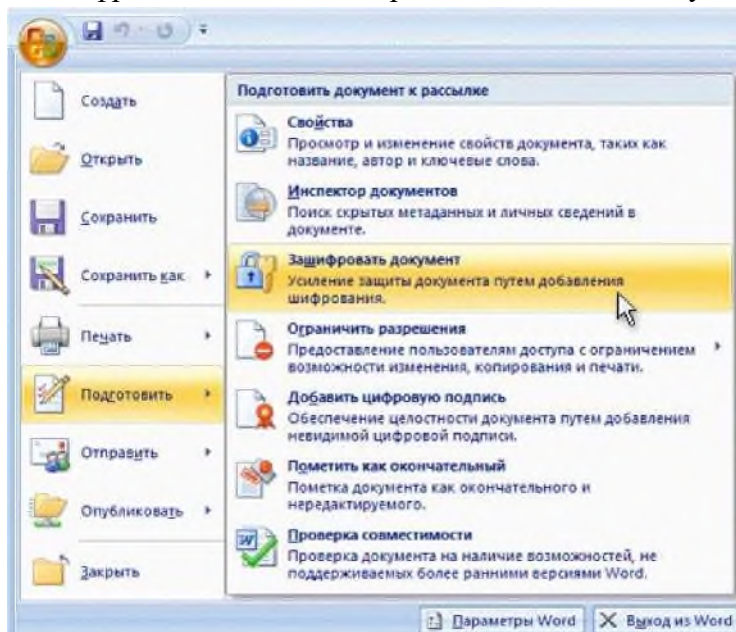 Создать
Открыть
Сохранить
Сохранить как
Печать
Подготовить
Отправить
Опубликовать
Закрыть
Подготовить документ к рассылке
Свойства
Просмотр и изменение свойств документа, таких как
название, автор и ключевые слова.
Инспектор документов
Поиск скрытых метаданных и личных сведений в
документе.
Зашифровать документ
Усиление защиты документа путем добавления
шифрования.
Ограничить разрешения
Предоставление пользователям доступа с ограничением
возможности изменения, копирования и печати.
Добавить цифровую подпись
Обеспечение целостности документа путем добавления
невидимой цифровой подписи.
Пометить как окончательный
Пометка документа как окончательного и
нередактируемого.
Проверка совместимости
Проверка документа на наличие возможностей, не
поддерживаемых более ранними версиями Word.
Параметры Word
Выход из Word